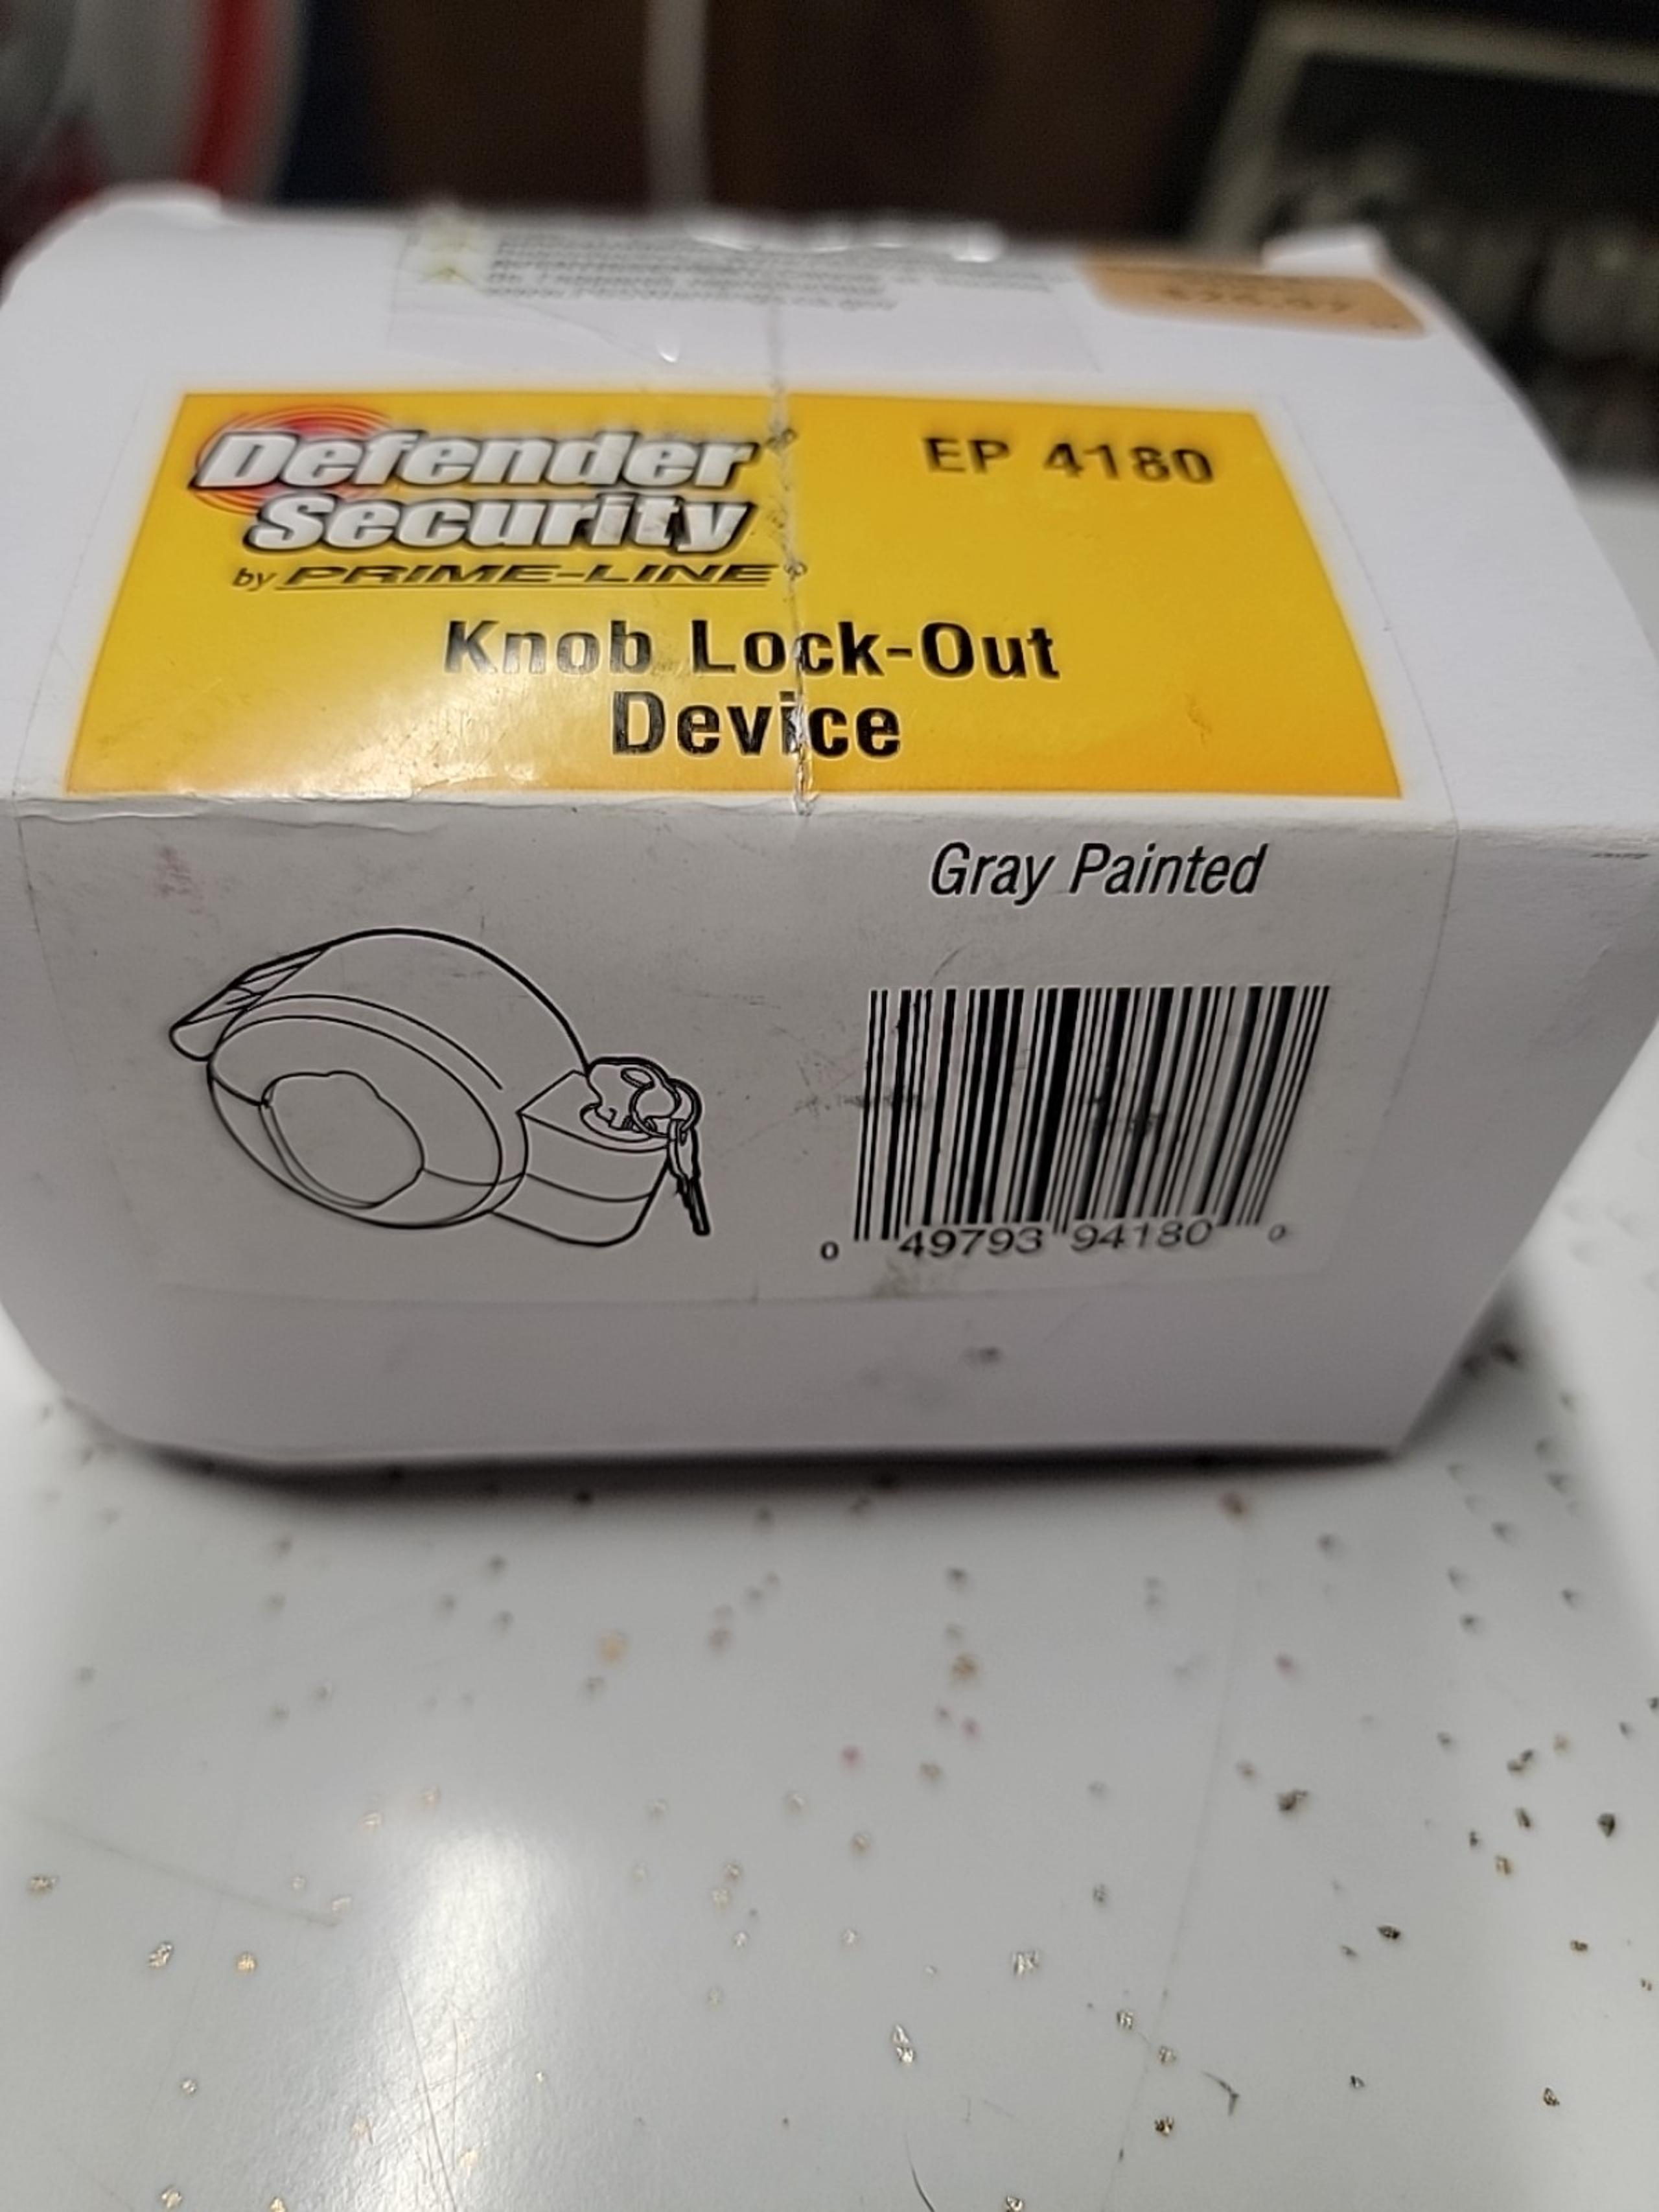 Defender
Security
by PRIME-LINE
EP 4180
Knob Lock-Out
Device
Gray Painted
0 49793 94180 0